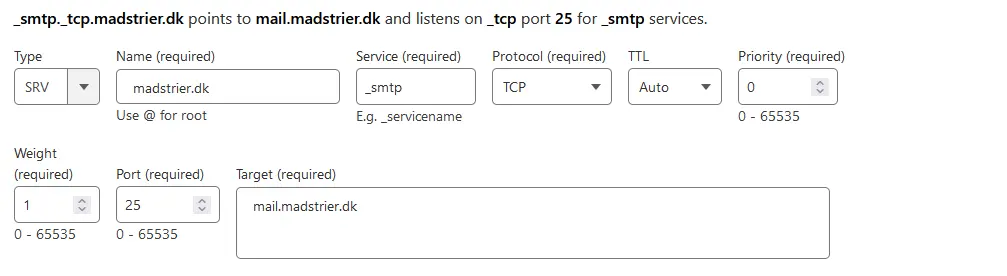 _smtp._tcp.madstrier.dk points to mail.madstrier.dk and listens on _tcp port 25 for _smtp services.
Type Name (required) Service (required) Protocol (required) TTL Priority (required)
SRV madstrier.dk _smtp TCP Auto 0
Use @ for root E.g. _servicename 0 - 65535
Weight
(required) Port (required) Target (required)
1 25 mail.madstrier.dk
0 - 65535 0 - 65535